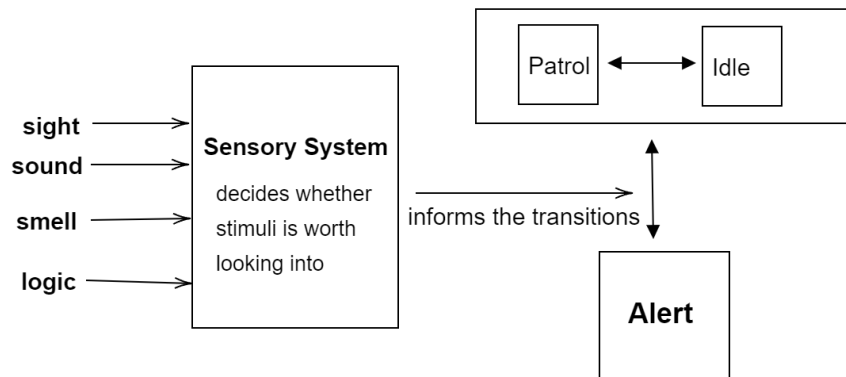 sight
sound
smell
logic
Sensory System
decides whether
stimuli is worth
looking into
informs the transitions
Patrol
Idle
Alert